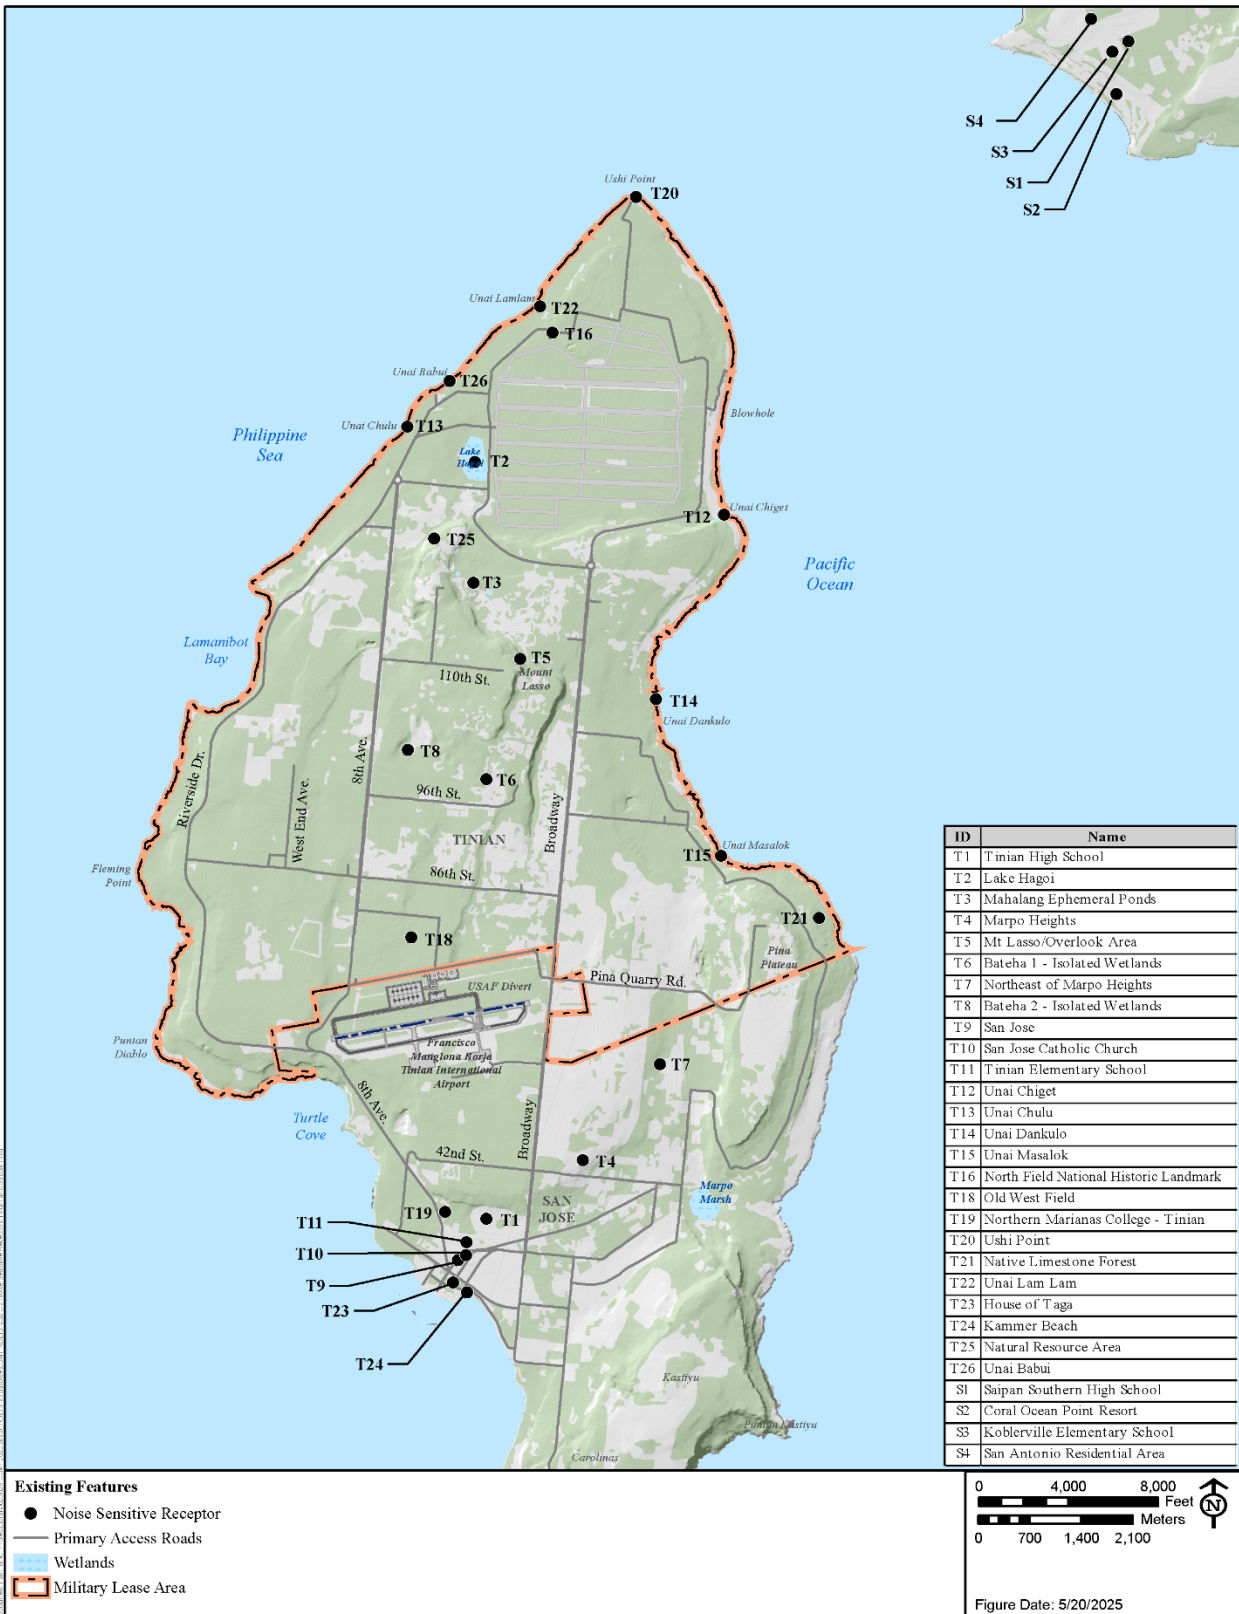 S4
S3
S1
S2
Ushi Point
T20
Unai Lamlam
T22
T16
Unai Babui
T26
Blowhole
Unai Chulu
T13
Philippine
Sea
Lake
Hagoi
T2
T12
Unai Chiget
T25
Pacific
Ocean
T3
Lamanibot
Bay
T5
Mount
Lasso
110th St.
T14
Unai Dankulo
T8
8th Ave.
Riverside Dr.
West End Ave.
T6
96th St.
Broadway
TINIAN
T15
Unai Masalok
Fleming
Point
86th St.
T21
T18
Pina
Plateau
Pina Quarry Rd.
USAF Divert
Puntan
Diablo
Francisco
Manglona Borja
Tinian International
Airport
T7
8th Ave.
Turtle
Cove
Broadway
42nd St.
T4
Marpo
Marsh
SAN
JOSE
T19
T1
T11
T10
T9
T23
T24
Kastiyu
Puntan Kastiyu
Carolinas
ID Name
T1 Tinian High School
T2 Lake Hagoi
T3 Mahalang Ephemeral Ponds
T4 Marpo Heights
T5 Mt Lasso/Overlook Area
T6 Bateha 1 - Isolated Wetlands
T7 Northeast of Marpo Heights
T8 Bateha 2 - Isolated Wetlands
T9 San Jose
T10 San Jose Catholic Church
T11 Tinian Elementary School
T12 Unai Chiget
T13 Unai Chulu
T14 Unai Dankulo
T15 Unai Masalok
T16 North Field National Historic Landmark
T18 Old West Field
T19 Northern Marianas College - Tinian
T20 Ushi Point
T21 Native Limestone Forest
T22 Unai Lam Lam
T23 House of Taga
T24 Kammer Beach
T25 Natural Resource Area
T26 Unai Babui
S1 Saipan Southern High School
S2 Coral Ocean Point Resort
S3 Koblerville Elementary School
S4 San Antonio Residential Area
Existing Features
Noise Sensitive Receptor
Primary Access Roads
Wetlands
Military Lease Area
0 4,000 8,000
Feet
Meters
0 700 1,400 2,100
N
Figure Date: 5/20/2025